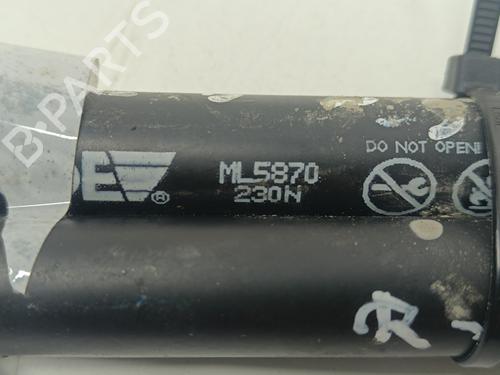 B-PARTS
ML5870
230N
DO NOT OPEN!
®
R